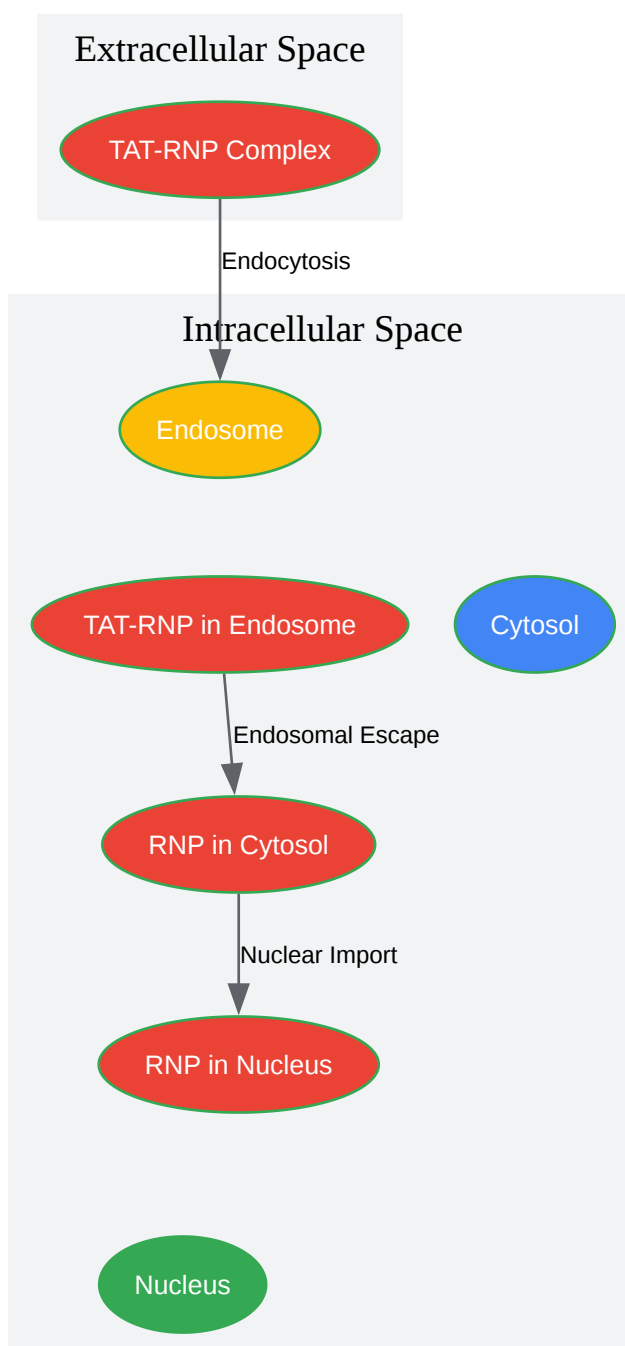 Extracellular Space
TAT-RNP Complex
Endocytosis
Intracellular Space
Endosome
TAT-RNP in Endosome
Cytosol
Endosomal Escape
RNP in Cytosol
Nuclear Import
RNP in Nucleus
Nucleus